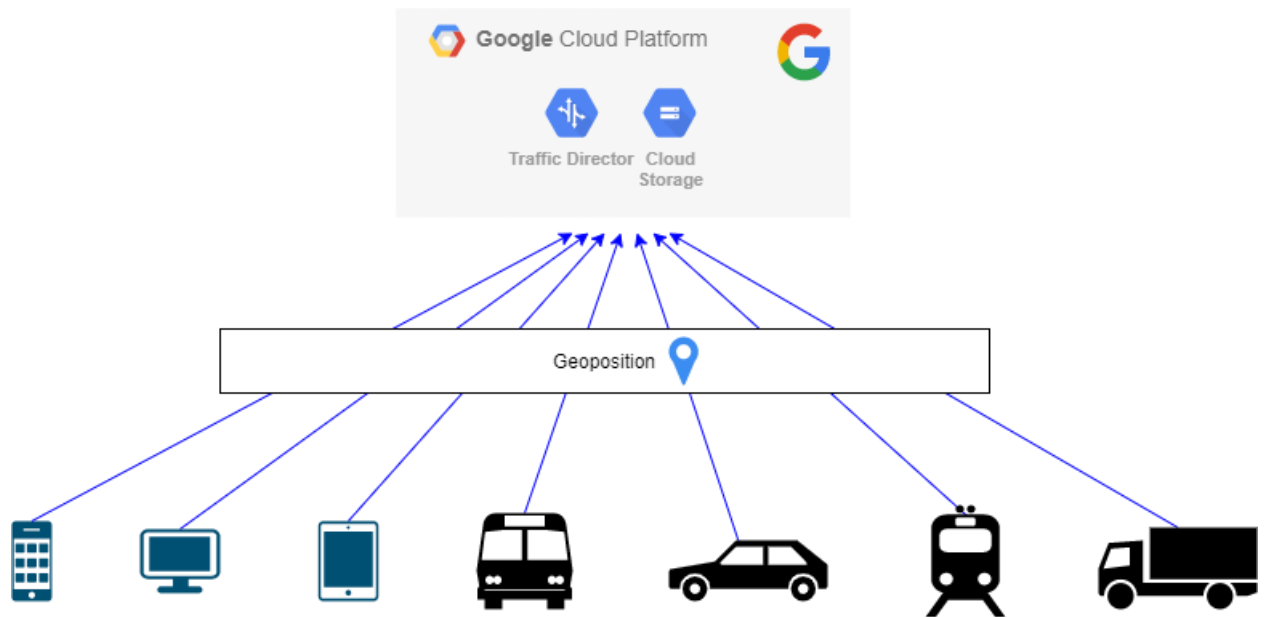 Google Cloud Platform
Traffic Director
Cloud
Storage
Geoposition